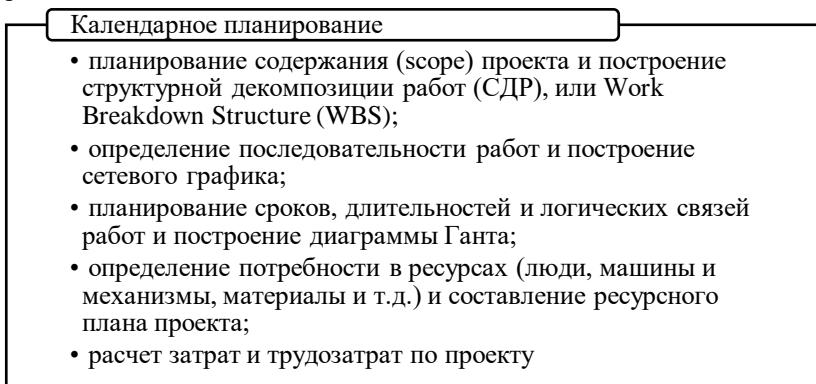 Календарное планирование
• планирование содержания (scope) проекта и построение
структурной декомпозиции работ (СДР), или Work
Breakdown Structure (WBS);
• определение последовательности работ и построение
сетевого графика;
• планирование сроков, длительностей и логических связей
работ и построение диаграммы Ганта;
• определение потребности в ресурсах (люди, машины и
механизмы, материалы и т.д.) и составление ресурсного
плана проекта;
• расчет затрат и трудозатрат по проекту